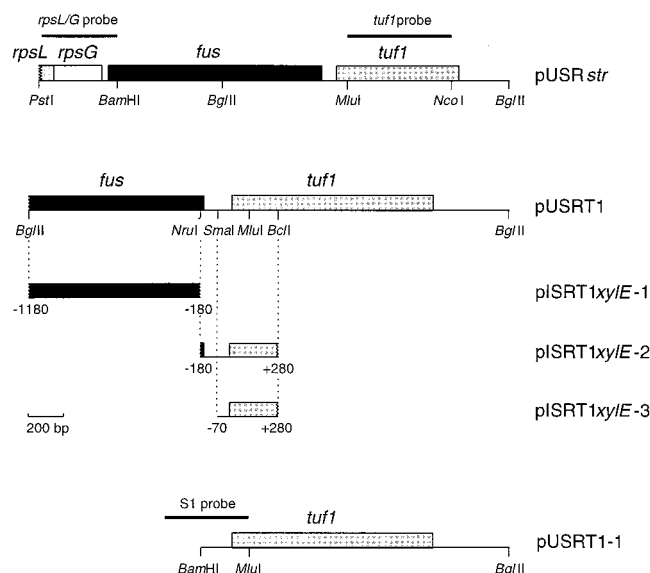 rpsL/G probe
tuf1 probe
rpsL rpsG fus tuf1
pUSRstr
PstI BamHI BglII MluI NcoI BglII
fus tuf1
pUSRT1
BglII NruI SmaI MluI BclI BglII
pISRT1xylE-1
-1180 -180
pISRT1xylE-2
-180 +280
pISRT1xylE-3
200 bp -70 +280
S1 probe
tuf1
pUSRT1-1
BamHI MluI BglII